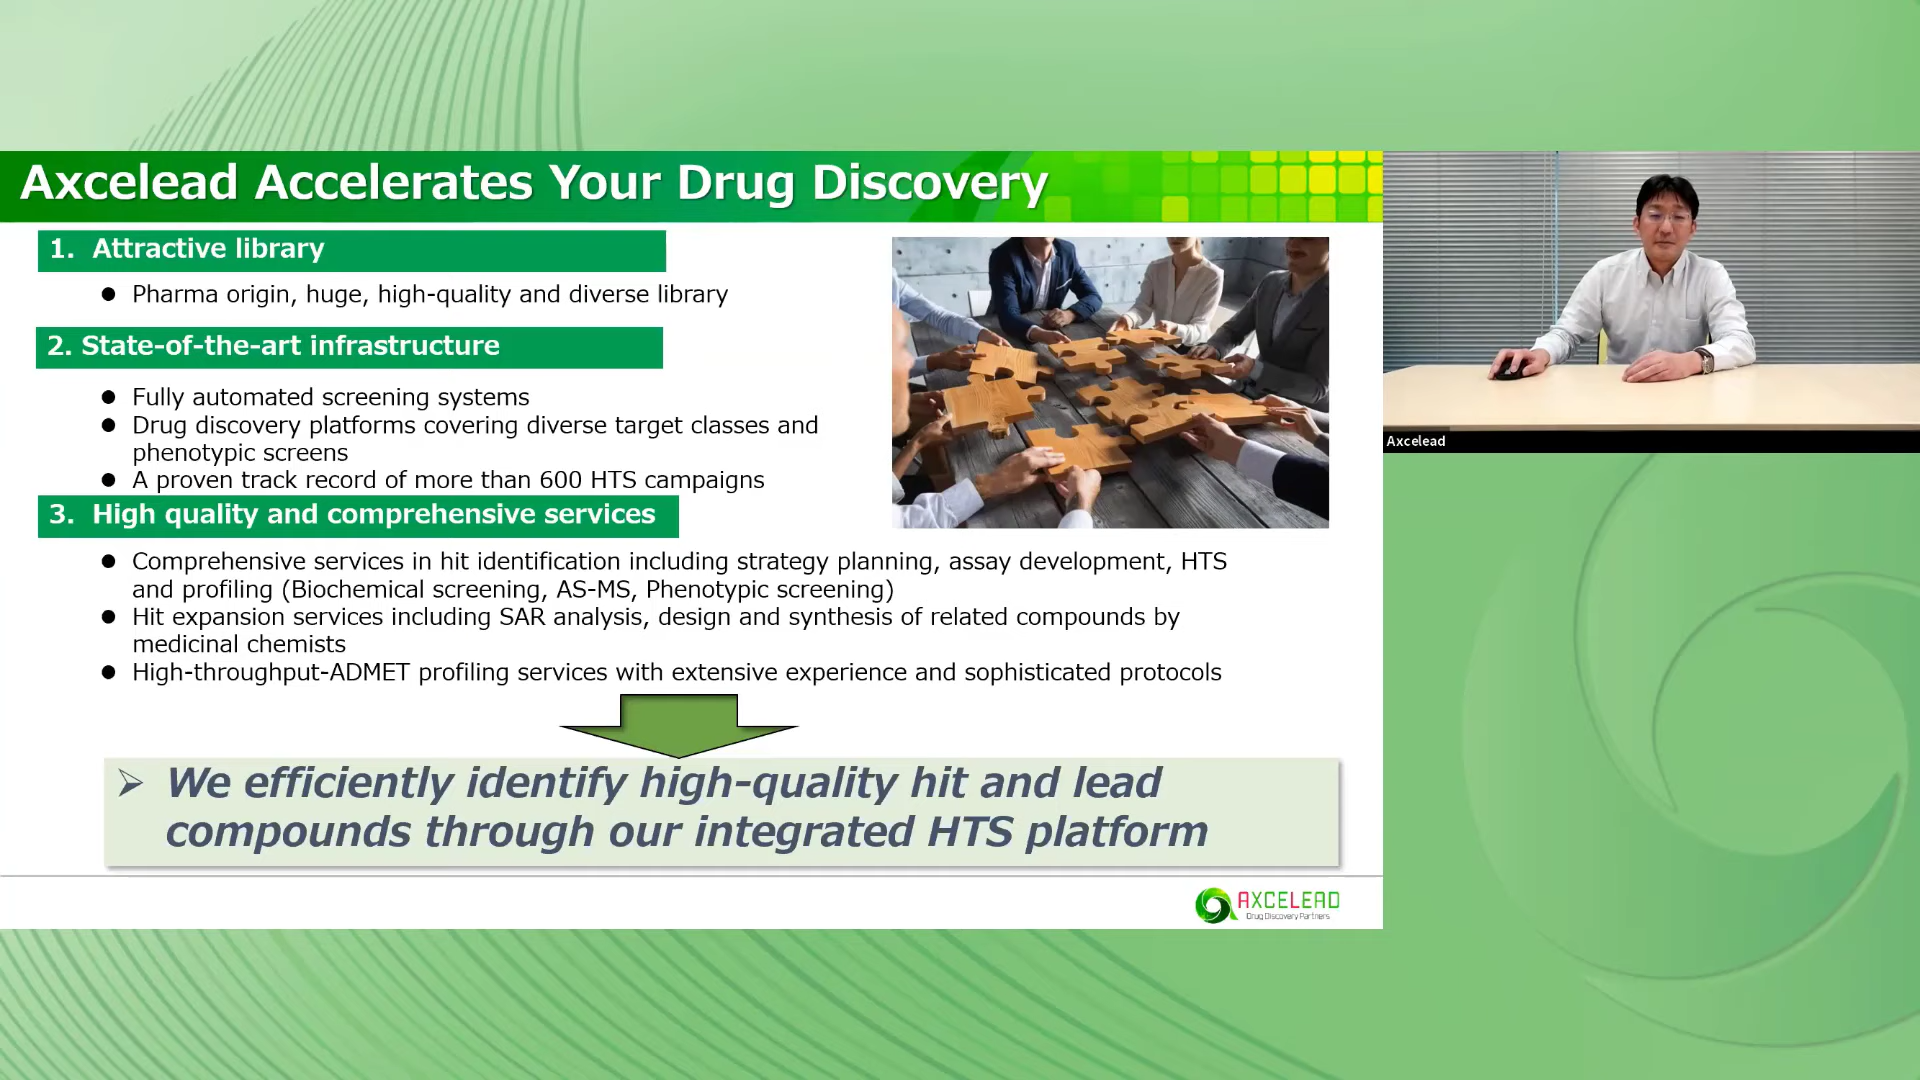 Axcelead Accelerates Your Drug Discovery
1. Attractive library
● Pharma origin, huge, high-quality and diverse library
2. State-of-the-art infrastructure
● Fully automated screening systems
● Drug discovery platforms covering diverse target classes and
phenotypic screens
● A proven track record of more than 600 HTS campaigns
3. High quality and comprehensive services
● Comprehensive services in hit identification including strategy planning, assay development, HTS
and profiling (Biochemical screening, AS-MS, Phenotypic screening)
● Hit expansion services including SAR analysis, design and synthesis of related compounds by
medicinal chemists
● High-throughput-ADMET profiling services with extensive experience and sophisticated protocols
➢ We efficiently identify high-quality hit and lead
compounds through our integrated HTS platform
AXCELEAD
Drug Discovery Partners
Axcelead